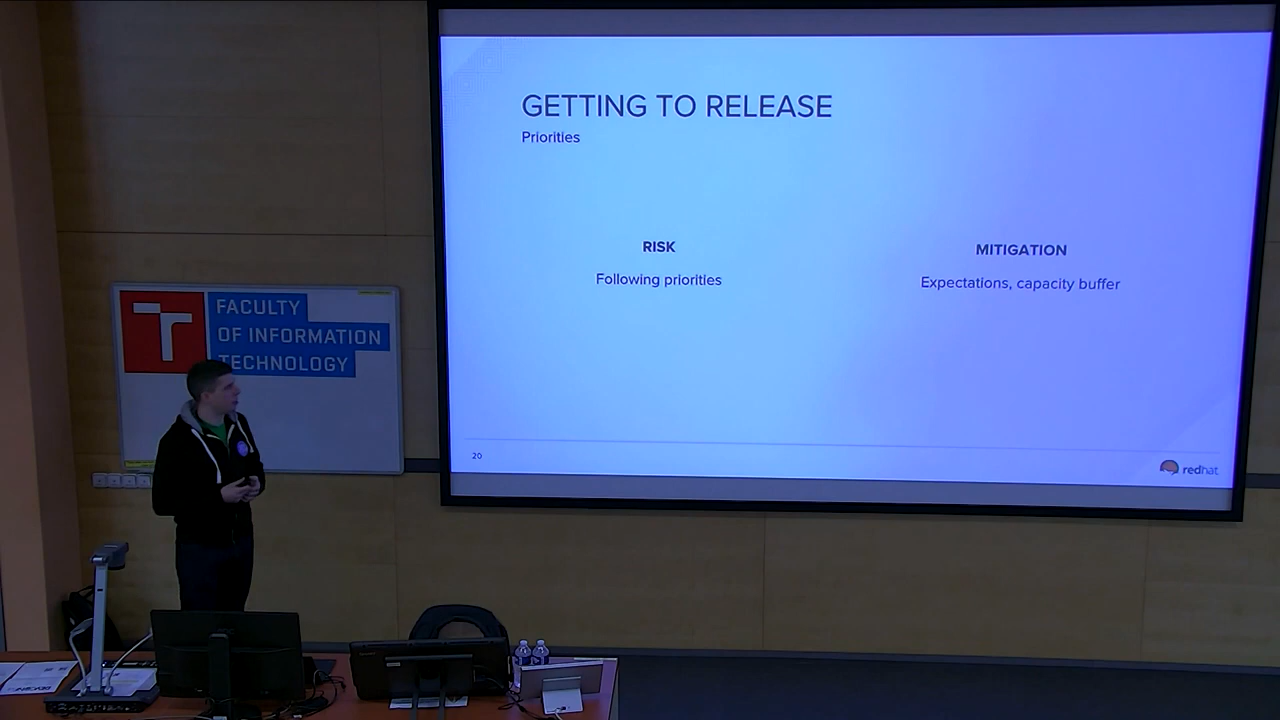 GETTING TO RELEASE
Priorities
RISK
Following priorities
MITIGATION
Expectations, capacity buffer
20
redhat
FACULTY
OF INFORMATION
TECHNOLOGY